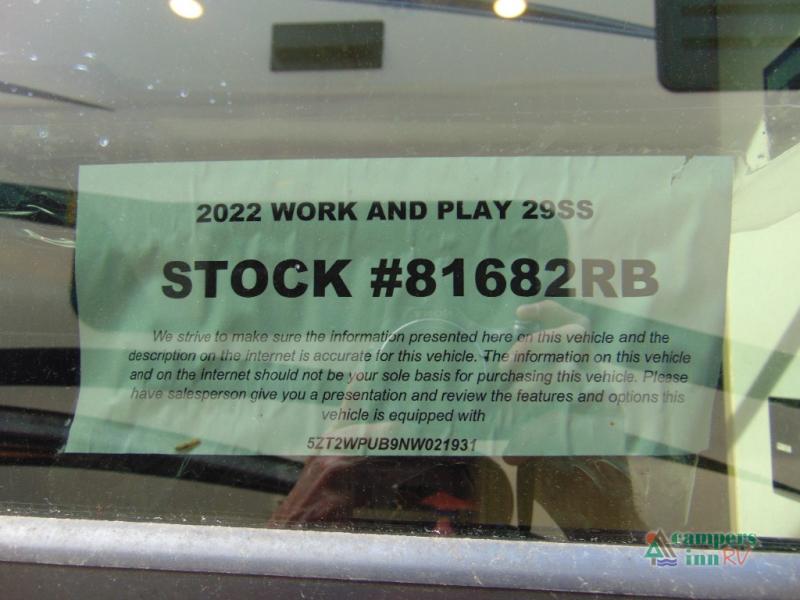 2022 WORK AND PLAY 29SS
STOCK #81682RB
We strive to make sure the information presented here on this vehicle and the
description on the internet is accurate for this vehicle. The information on this vehicle
and on the internet should not be your sole basis for purchasing this vehicle. Please
have salesperson give you a presentation and review the features and options this
vehicle is equipped with
5ZT2WPUB9NW021931
campers
inn RV